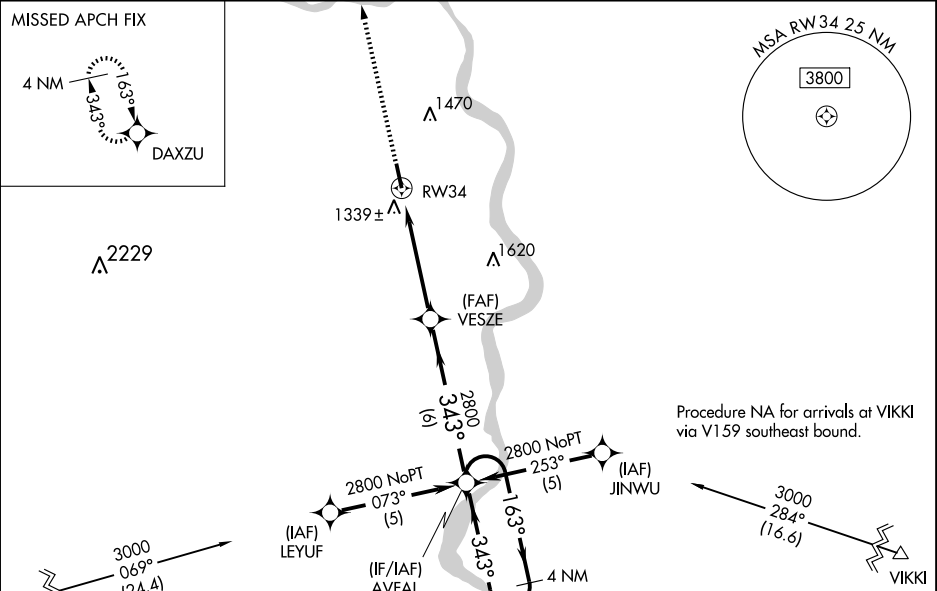 MISSED APCH FIX
4 NM
163°
343°
DAXZU
MSA RW34 25 NM
3800
1470
RW34
1339±
2229
1620
(FAF)
VESZE
2800
343°
(6)
Procedure NA for arrivals at VIKKI
via V159 southeast bound.
2800 NoPT
253°
(5)
(IAF)
JINWU
2800 NoPT
073°
(5)
(IAF)
LEYUF
3000
284°
(16.6)
VIKKI
163°
343°
4 NM
3000
069°
(24.4)
(IF/IAF)